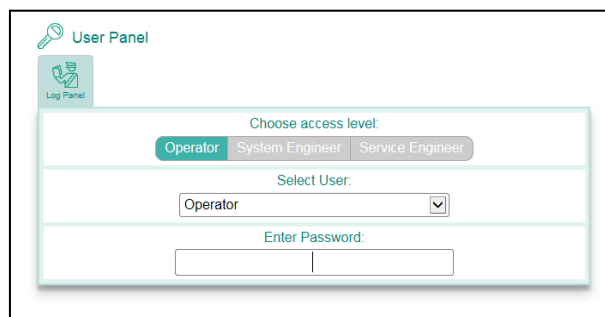 User Panel
Log Panel
Choose access level:
Operator System Engineer Service Engineer
Select User:
Operator
Enter Password: